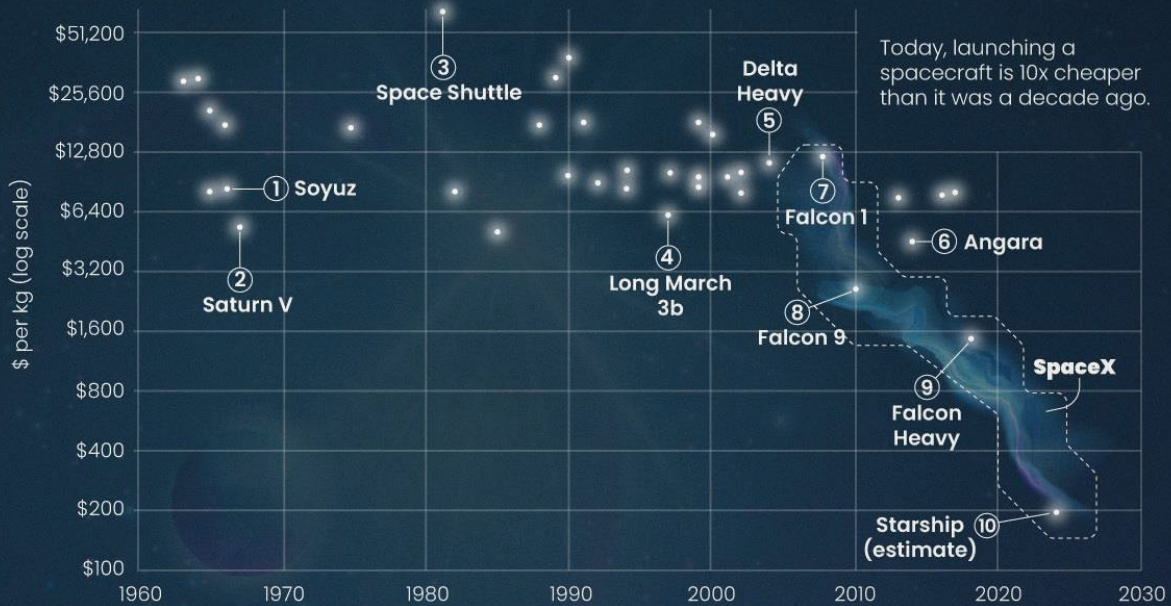 $51,200
$25,600
$12,800
$6,400
$3,200
$1,600
$800
$400
$200
$100
$ per kg (log scale)
1960
1970
1980
1990
2000
2010
2020
2030
Today, launching a
spacecraft is 10x cheaper
than it was a decade ago.
1 Soyuz
2
Saturn V
3
Space Shuttle
4
Long March
3b
Delta
Heavy
5
6 Angara
7
Falcon 1
8
Falcon 9
9
Falcon
Heavy
SpaceX
Starship 10
(estimate)